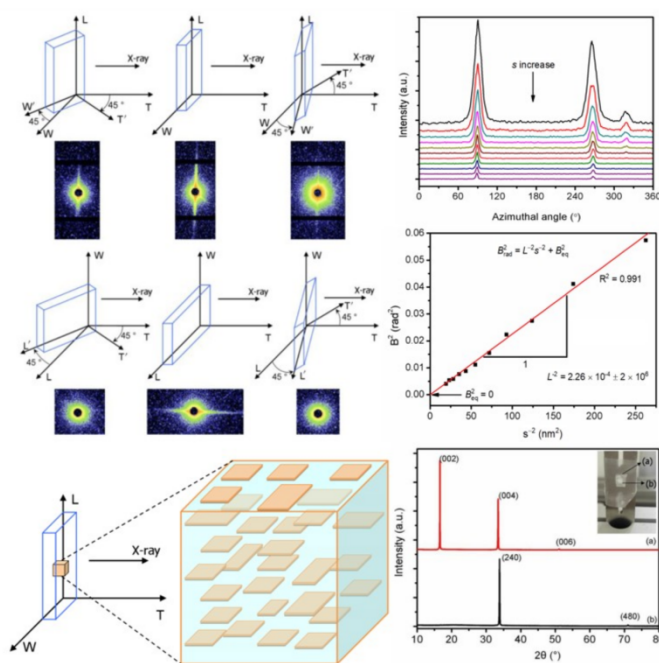 L
X-ray
W'
45 °
W
45 °
T'
T
L
X-ray
T
W
L'
X-ray
T'
45 °
T
45 °
W
W'
W
X-ray
L'
45 °
L
45 °
T'
T
W
X-ray
T
L
W
X-ray
T'
45 °
T
45 °
L
L'
L
X-ray
T
W
s increase
Intensity (a.u.)
0 60 120 180 240 300 360
Azimuthal angle (°)
0.06
0.05
0.04
0.03
0.02
0.01
0.00
B² (rad²)
B²rad = L⁻²s⁻² + B²eq
R² = 0.991
1
L⁻² = 2.26 × 10⁻⁴ ± 2 × 10⁶
B²eq = 0
0 50 100 150 200 250
s⁻² (nm²)
(002)
(004)
(006)
(a)
(b)
(a)
(240)
(480)
(b)
Intensity (a.u.)
10 20 30 40 50 60 70 80
2θ (°)